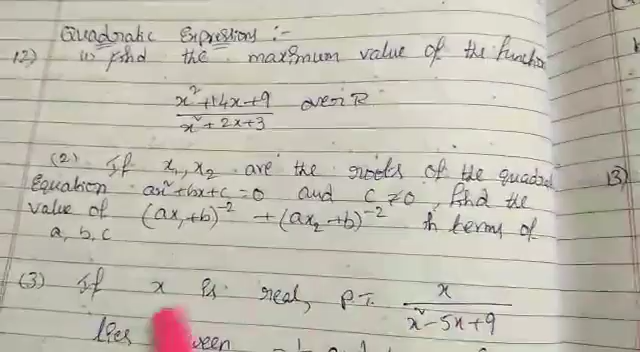 Quadratic Expressions :-
12) (1) Find the maximum value of the function
x²+14x+9 / x²+2x+3 over R
(2) If x₁, x₂ are the roots of the
13)
Equation ax²+bx+c=0 and c≠0, find the
value of (ax₁+b)⁻² + (ax₂+b)⁻² in terms of
a, b, c
(3) If x is real, P.T. x / x²-5x+9
lies